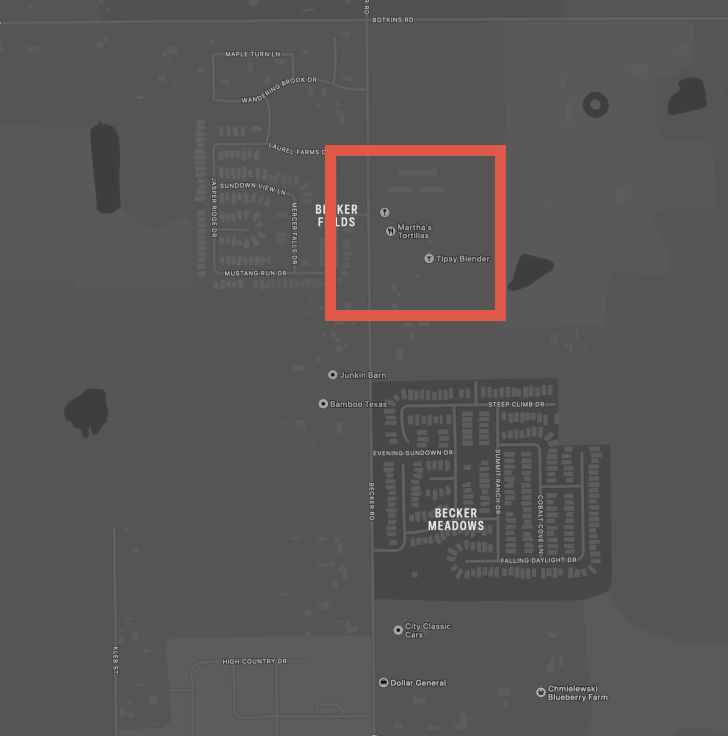 R RD
BOTKINS RD
MAPLE TURN LN
WANDERING BROOK DR
LAUREL FARMS D
SUNDOWN VIEW LN
JASPER RIDGE DR
MERCER FALLS DR
BE KER
F LDS
Martha's
Tortillas
Tipsy Blender
MUSTANG RUN DR
Junkin Barn
Bamboo Texas
STEEP CLIMB DR
EVENING SUNDOWN DR
SUMMIT RANCH DR
BECKER RD
COBALT COVE LN
BECKER
MEADOWS
FALLING DAYLIGHT DR
City Classic
Cars
KLEB ST
HIGH COUNTRY DR
Dollar General
Chmielewski
Blueberry Farm